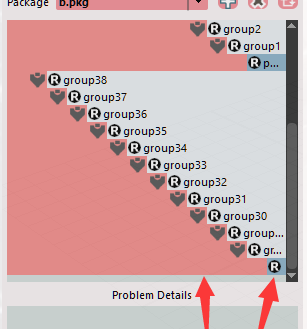 Package b.pkg
R group2
R group1
R p...
R group38
R group37
R group36
R group35
R group34
R group33
R group32
R group31
R group30
R group...
R gr...
R
Problem Details